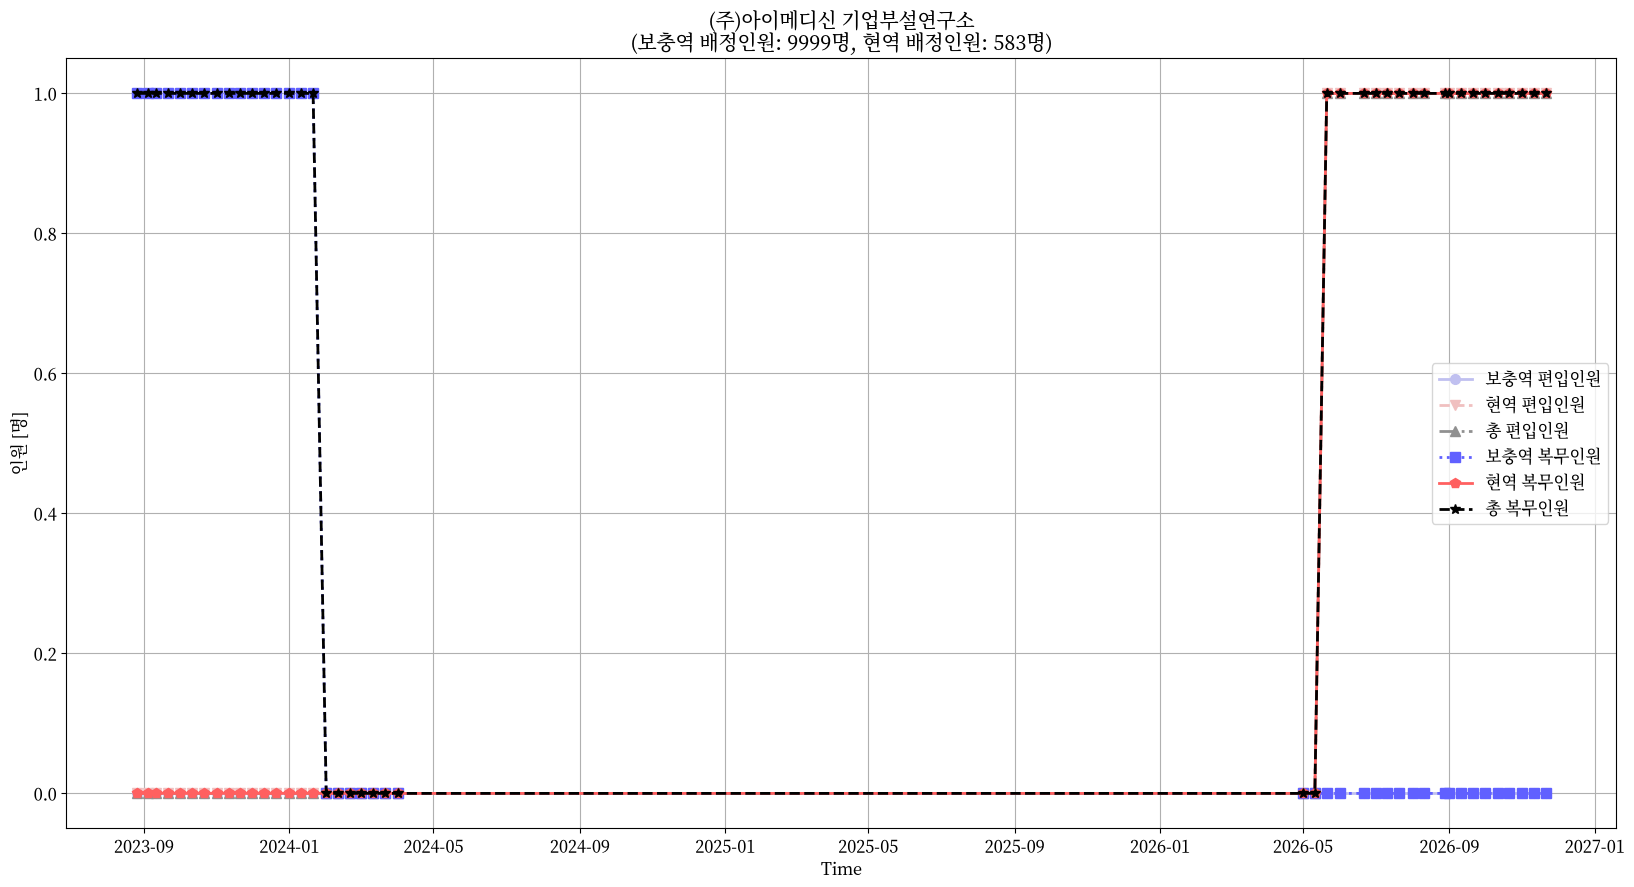 (주)아이메디신 기업부설연구소
(보충역 배정인원: 9999명, 현역 배정인원: 583명)
인원 [명]
1.0
0.8
0.6
0.4
0.2
0.0
보충역 편입인원
현역 편입인원
총 편입인원
보충역 복무인원
현역 복무인원
총 복무인원
2023-09 2024-01 2024-05 2024-09 2025-01 2025-05 2025-09 2026-01 2026-05 2026-09 2027-01
Time